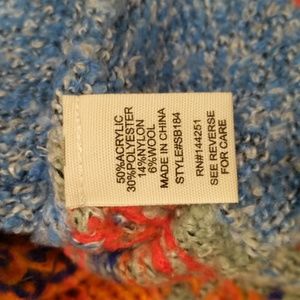 50%ACRYLIC
30%POLYESTER
14%NYLON
6%WOOL
MADE IN CHINA
STYLE#SB184
RN#144251
SEE REVERSE
FOR CARE